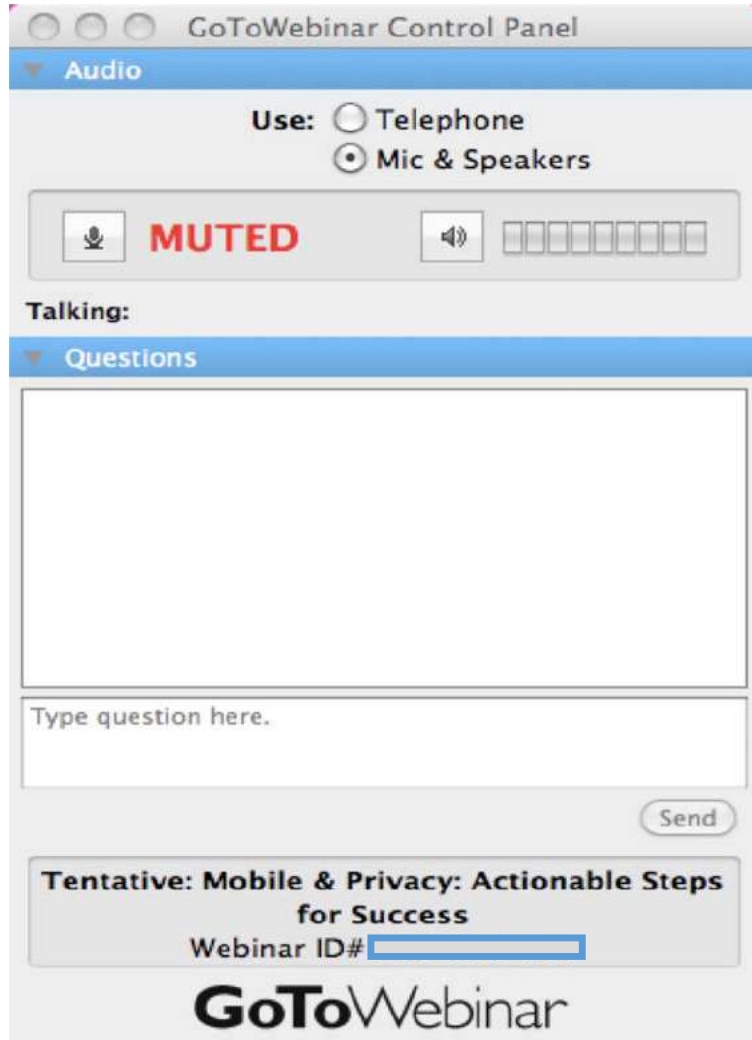 GoToWebinar Control Panel
Audio
Use: Telephone
Mic & Speakers
MUTED
Talking:
Questions
Type question here.
Send
Tentative: Mobile & Privacy: Actionable Steps
for Success
Webinar ID#
GoToWebinar